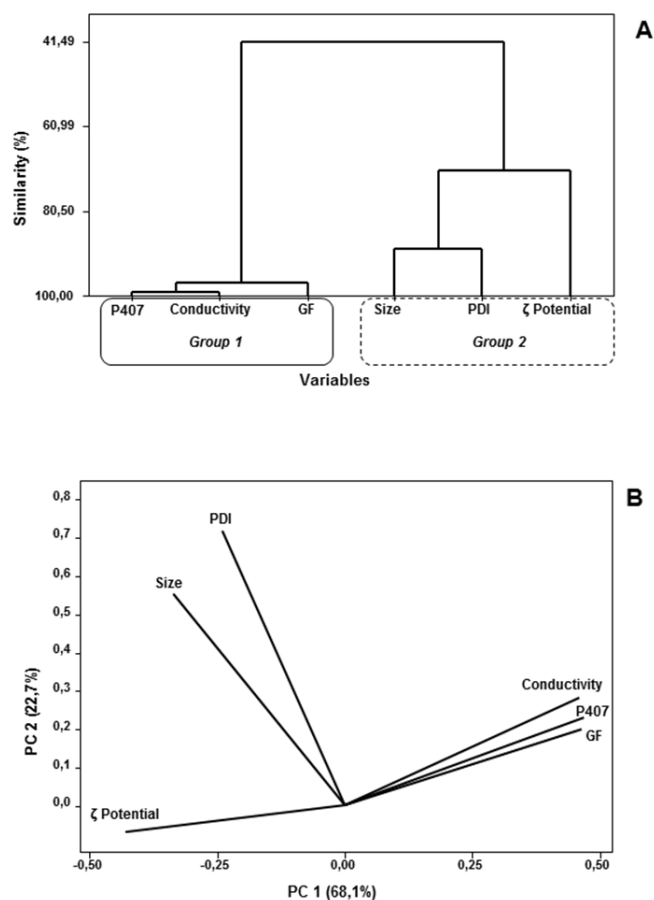 A
41,49
60,99
80,50
100,00
Similarity (%)
P407 Conductivity GF Size PDI ζ Potential
Group 1 Group 2
Variables
B
0,8
0,7
0,6
0,5
0,4
0,3
0,2
0,1
0,0
PC 2 (22,7%)
PDI
Size
Conductivity
P407
GF
ζ Potential
-0,50 -0,25 0,00 0,25 0,50
PC 1 (68,1%)